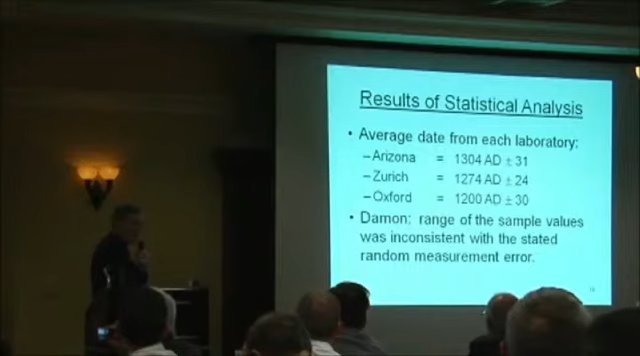 Results of Statistical Analysis
• Average date from each laboratory:
–Arizona = 1304 AD ± 31
–Zurich = 1274 AD ± 24
–Oxford = 1200 AD ± 30
• Damon: range of the sample values
was inconsistent with the stated
random measurement error.